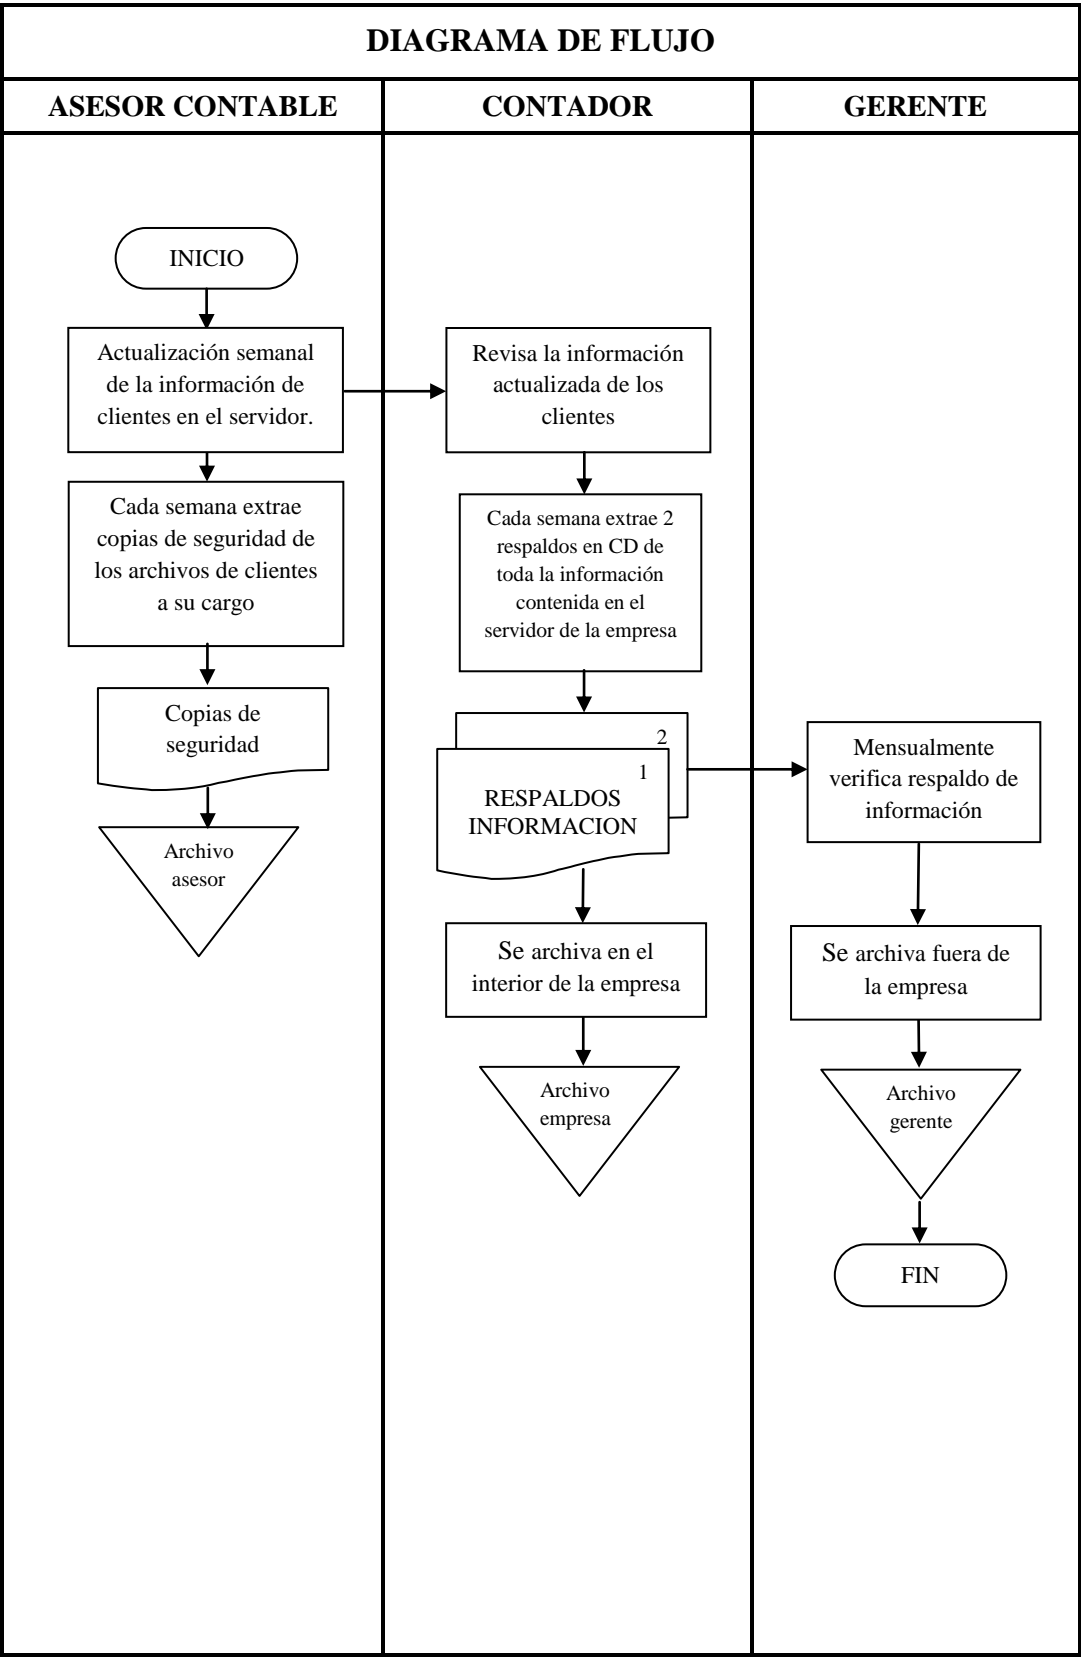 DIAGRAMA DE FLUJO
ASESOR CONTABLE
CONTADOR
GERENTE
INICIO
Actualización semanal
de la información de
clientes en el servidor.
Cada semana extrae
copias de seguridad de
los archivos de clientes
a su cargo
Copias de
seguridad
Archivo
asesor
Revisa la información
actualizada de los
clientes
Cada semana extrae 2
respaldos en CD de
toda la información
contenida en el
servidor de la empresa
2
1
RESPALDOS
INFORMACION
Se archiva en el
interior de la empresa
Archivo
empresa
Mensualmente
verifica respaldo de
información
Se archiva fuera de
la empresa
Archivo
gerente
FIN